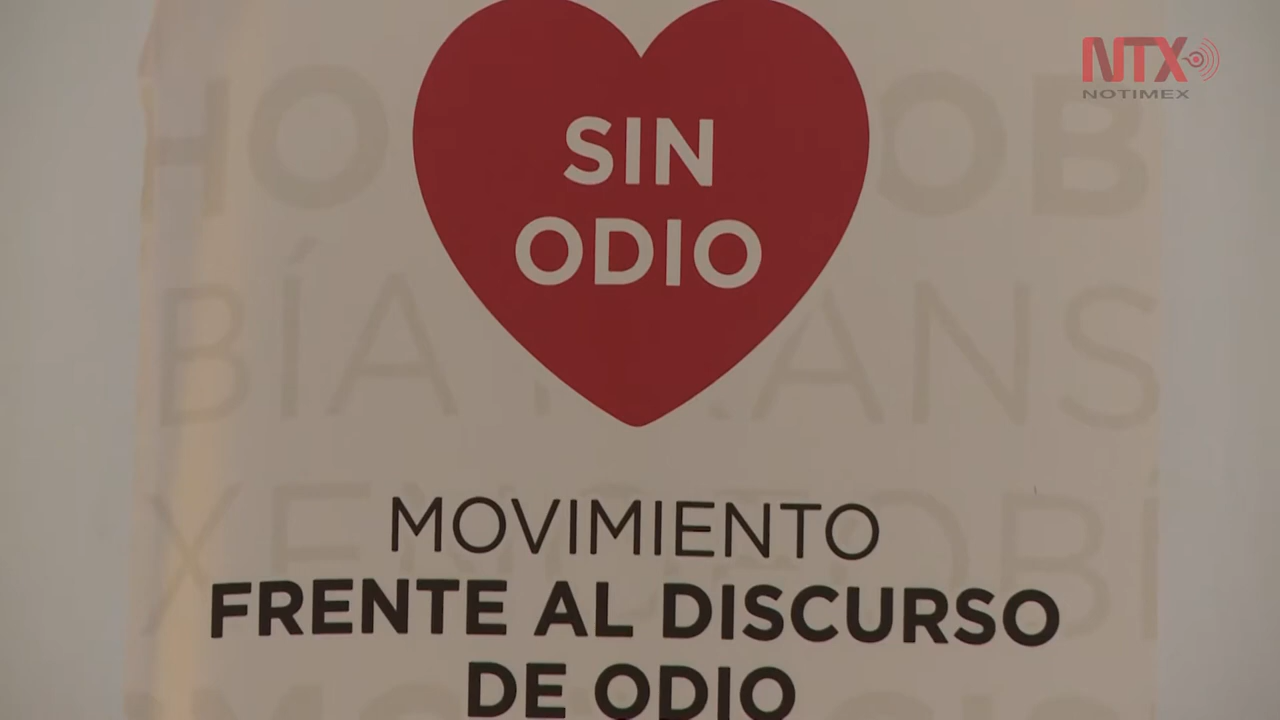 NTX
NOTIMEX
SIN
ODIO
MOVIMIENTO
FRENTE AL DISCURSO
DE ODIO